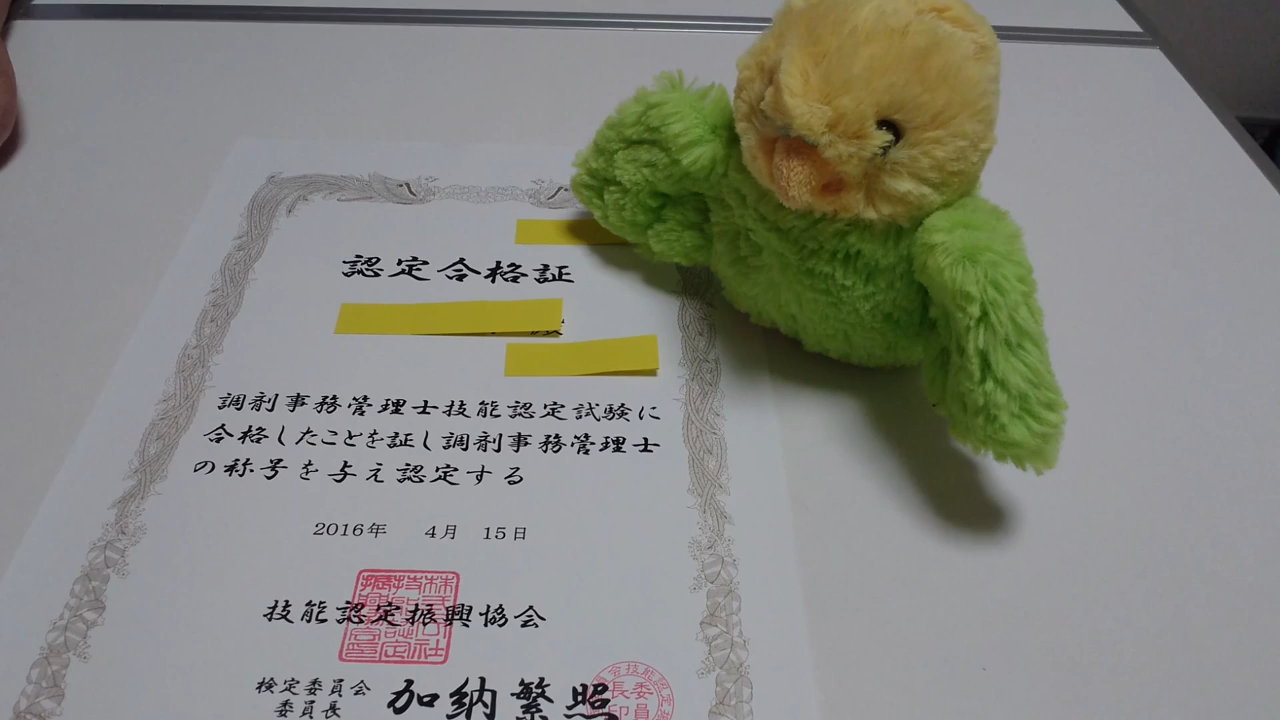 認定合格証
調剤事務管理士技能認定試験に
合格したことを証し調剤事務管理士
の称号を与え認定する
2016年 4月 15日
技能認定振興協会
検定委員会
委員長
加納繁照